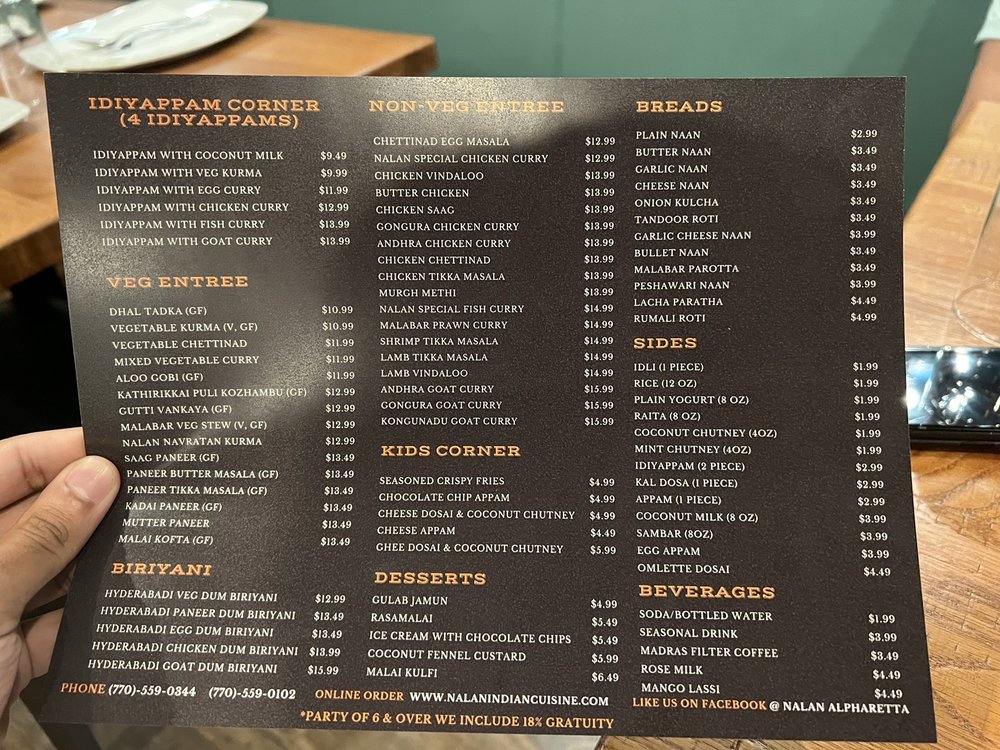 IDIYAPPAM CORNER
(4 IDIYAPPAMS)
IDIYAPPAM WITH COCONUT MILK $9.49
IDIYAPPAM WITH VEG KURMA $9.99
IDIYAPPAM WITH EGG CURRY $11.99
IDIYAPPAM WITH CHICKEN CURRY $12.99
IDIYAPPAM WITH FISH CURRY $13.99
IDIYAPPAM WITH GOAT CURRY $13.99
VEG ENTREE
DHAL TADKA (GF) $10.99
VEGETABLE KURMA (V, GF) $10.99
VEGETABLE CHETTINAD $11.99
MIXED VEGETABLE CURRY $11.99
ALOO GOBI (GF) $11.99
KATHIRIKKAI PULI KOZHAMBU (GF) $12.99
GUTTI VANKAYA (GF) $12.99
MALABAR VEG STEW (V, GF) $12.99
NALAN NAVRATAN KURMA $12.99
SAAG PANEER (GF) $13.49
PANEER BUTTER MASALA (GF) $13.49
PANEER TIKKA MASALA (GF) $13.49
KADAI PANEER (GF) $13.49
MUTTER PANEER $13.49
MALAI KOFTA (GF) $13.49
BIRIYANI
HYDERABADI VEG DUM BIRIYANI $12.99
HYDERABADI PANEER DUM BIRIYANI $13.49
HYDERABADI EGG DUM BIRIYANI $13.49
HYDERABADI CHICKEN DUM BIRIYANI $13.99
HYDERABADI GOAT DUM BIRIYANI $15.99
NON-VEG ENTREE
CHETTINAD EGG MASALA $12.99
NALAN SPECIAL CHICKEN CURRY $12.99
CHICKEN VINDALOO $13.99
BUTTER CHICKEN $13.99
CHICKEN SAAG $13.99
GONGURA CHICKEN CURRY $13.99
ANDHRA CHICKEN CURRY $13.99
CHICKEN CHETTINAD $13.99
CHICKEN TIKKA MASALA $13.99
MURGH METHI $13.99
NALAN SPECIAL FISH CURRY $14.99
MALABAR PRAWN CURRY $14.99
SHRIMP TIKKA MASALA $14.99
LAMB TIKKA MASALA $14.99
LAMB VINDALOO $14.99
ANDHRA GOAT CURRY $15.99
GONGURA GOAT CURRY $15.99
KONGUNADU GOAT CURRY $15.99
KIDS CORNER
SEASONED CRISPY FRIES $4.99
CHOCOLATE CHIP APPAM $4.99
CHEESE DOSAI & COCONUT CHUTNEY $4.99
CHEESE APPAM $4.49
GHEE DOSAI & COCONUT CHUTNEY $5.99
DESSERTS
GULAB JAMUN $4.99
RASAMALAI $5.49
ICE CREAM WITH CHOCOLATE CHIPS $5.49
COCONUT FENNEL CUSTARD $5.99
MALAI KULFI $6.49
BREADS
PLAIN NAAN $2.99
BUTTER NAAN $3.49
GARLIC NAAN $3.49
CHEESE NAAN $3.49
ONION KULCHA $3.49
TANDOOR ROTI $3.49
GARLIC CHEESE NAAN $3.99
BULLET NAAN $3.49
MALABAR PAROTTA $3.49
PESHAWARI NAAN $3.99
LACHA PARATHA $4.49
RUMALI ROTI $4.99
SIDES
IDLI (1 PIECE) $1.99
RICE (12 OZ) $1.99
PLAIN YOGURT (8 OZ) $1.99
RAITA (8 OZ) $1.99
COCONUT CHUTNEY (4OZ) $1.99
MINT CHUTNEY (4OZ) $1.99
IDIYAPPAM (2 PIECE) $2.99
KAL DOSA (1 PIECE) $2.99
APPAM (1 PIECE) $2.99
COCONUT MILK (8 OZ) $3.99
SAMBAR (8OZ) $3.99
EGG APPAM $3.99
OMLETTE DOSAI $4.49
BEVERAGES
SODA/BOTTLED WATER $1.99
SEASONAL DRINK $3.99
MADRAS FILTER COFFEE $3.49
ROSE MILK $4.49
MANGO LASSI $4.49
PHONE (770)-559-0344 (770)-559-0102 ONLINE ORDER WWW.NALANINDIANCUISINE.COM LIKE US ON FACEBOOK @ NALAN ALPHARETTA
*PARTY OF 6 & OVER WE INCLUDE 18% GRATUITY